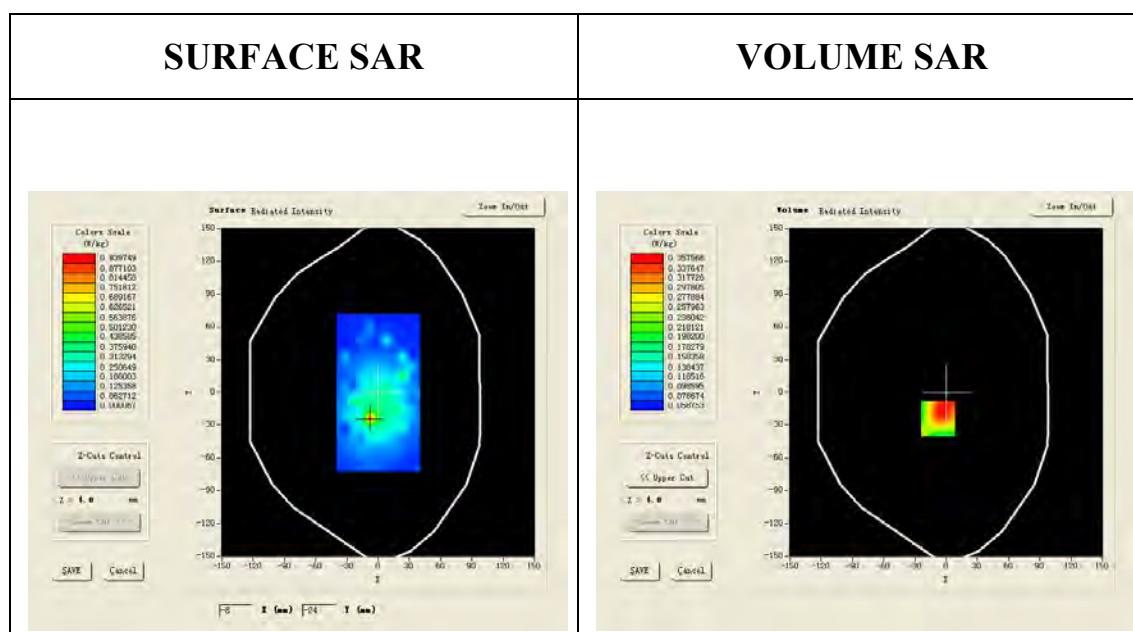 SURFACE SAR
VOLUME SAR
Surface Radiated Intensity
Zoom In/Out
Colors Scale
(W/kg)
0.939749
0.877103
0.814458
0.751812
0.689167
0.626521
0.563876
0.501230
0.438585
0.375940
0.313294
0.250649
0.188003
0.125358
0.062712
0.000067
150
120
90
60
30
0
-30
-60
-90
-120
-150
-150 -120 -90 -60 -30 0 30 60 90 120 150
X
Z-Cuts Control
Z = 4.0 mm
SAVE
Cancel
-8 X (mm) -24 Y (mm)
Volume Radiated Intensity
Zoom In/Out
Colors Scale
(W/kg)
0.357568
0.337647
0.317726
0.297805
0.277884
0.257963
0.238042
0.218121
0.198200
0.178279
0.158358
0.138437
0.118516
0.098595
0.078674
0.058753
150
120
90
60
30
0
-30
-60
-90
-120
-150
-150 -120 -90 -60 -30 0 30 60 90 120 150
X
Z-Cuts Control
<< Upper Cut
Z = 4.0 mm
SAVE
Cancel